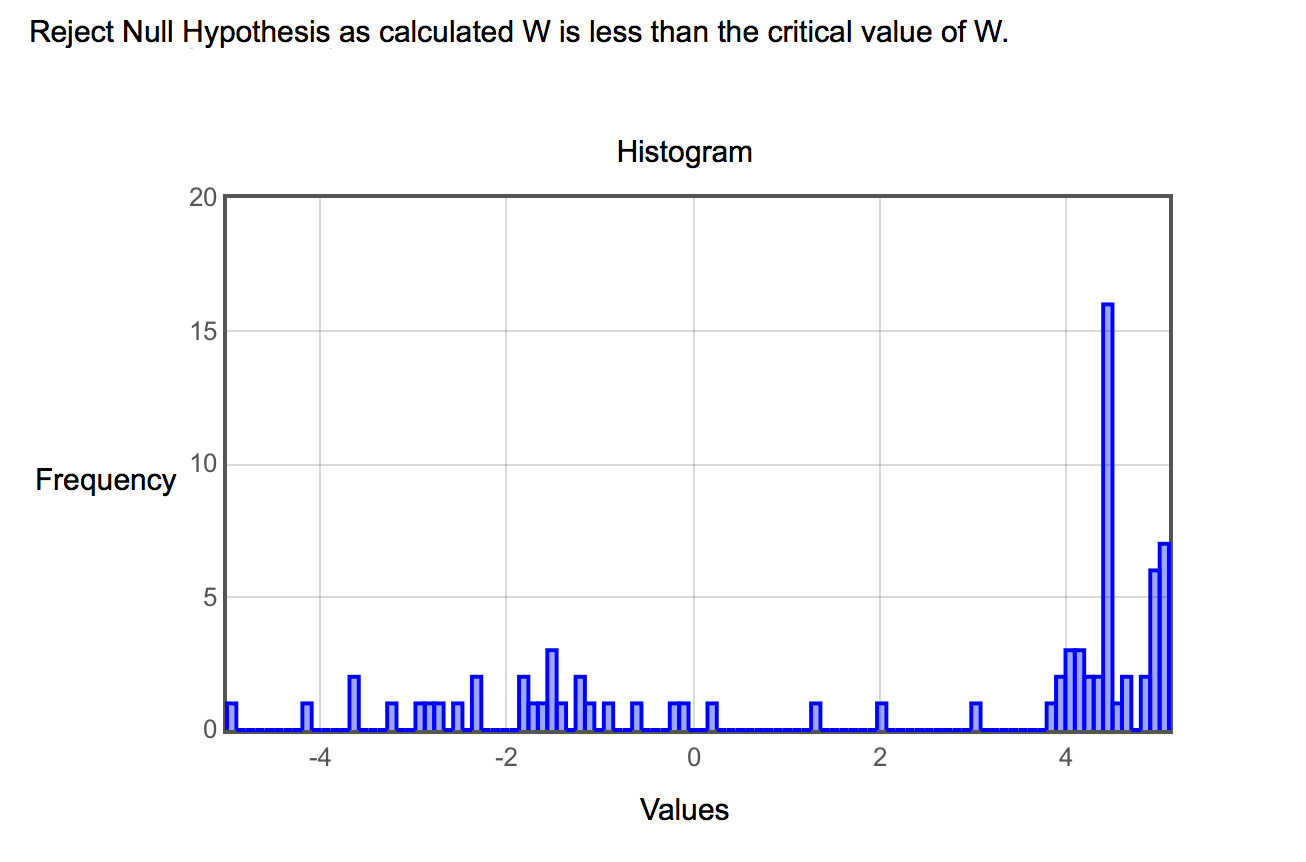 Reject Null Hypothesis as calculated W is less than the critical value of W.
Histogram
20
15
10
5
0
Frequency
-4
-2
0
2
4
Values